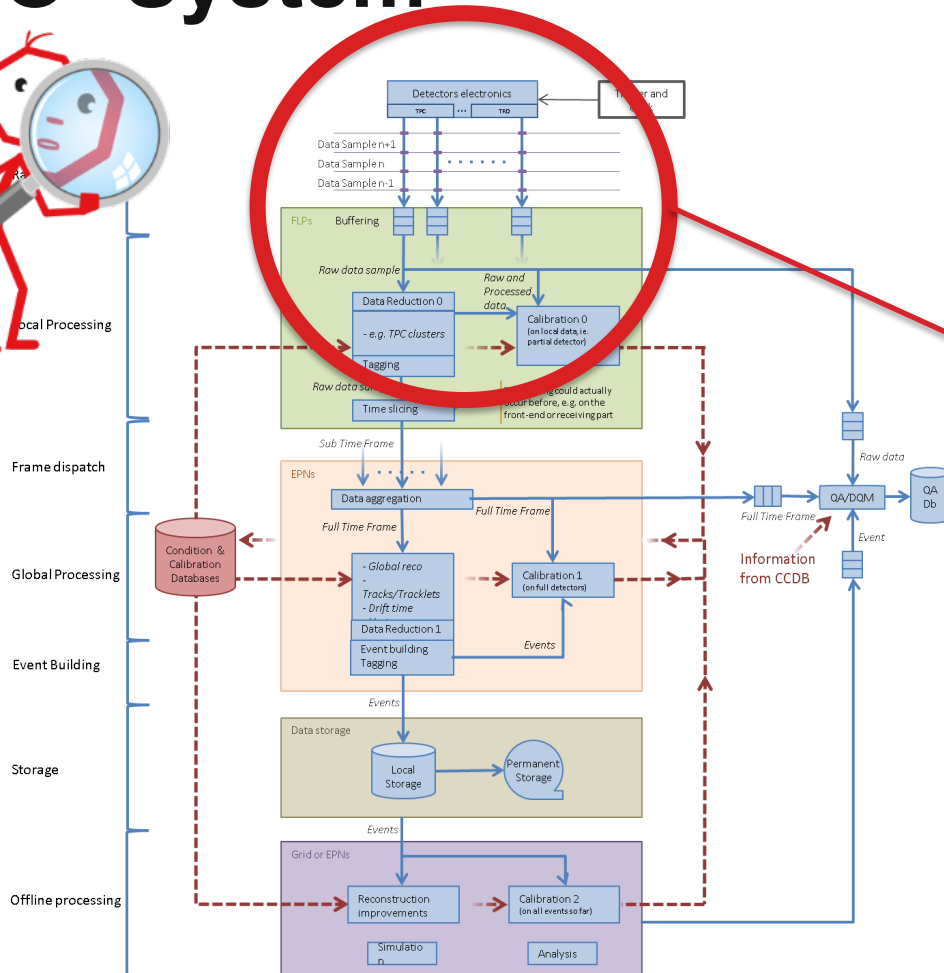 System
Detectors electronics
TPC ... TRD
Data Sample n+1
Data Sample n
Data Sample n-1
FLPs
Buffering
Raw data sample
Raw and
Processed
data
Data Reduction 0
- e.g. TPC clusters
Tagging
Calibration 0
(on local data, ie.
partial detector)
Local Processing
Raw data
could actually
occur before, e.g. on the
front-end or receiving part
Time slicing
Sub Time Frame
Frame dispatch
EPNs
Data aggregation
Full Time Frame
Full Time Frame
Full Time Frame
Raw data
QA/DQM
QA
Db
Event
Information
from CCDB
Condition &
Calibration
Databases
Global Processing
- Global reco
-
Tracks/Tracklets
- Drift time
Data Reduction 1
Event building
Tagging
Calibration 1
(on full detectors)
Events
Event Building
Events
Data storage
Storage
Local
Storage
Permanent
Storage
Events
Grid or EPNs
Offline processing
Reconstruction
improvements
Calibration 2
(on all events so far)
Simulatio
n
Analysis